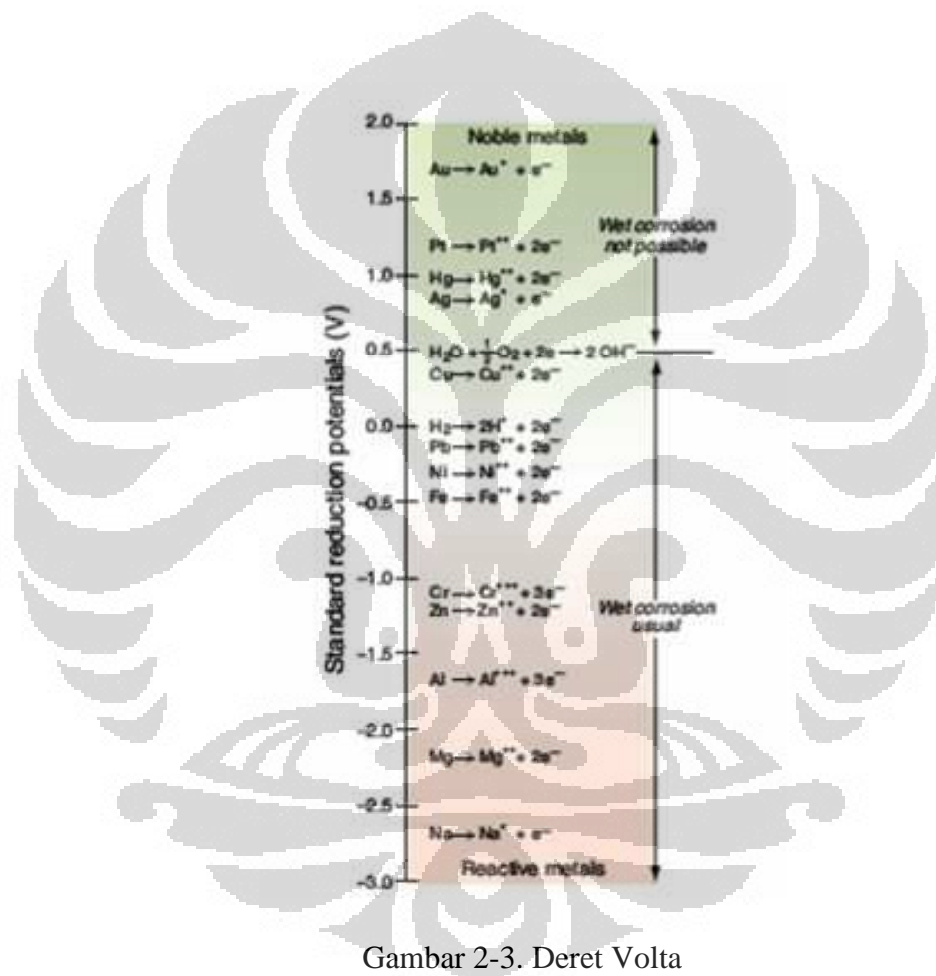 2.0
Noble metals
Au → Au⁺ + e⁻
1.5
Wet corrosion
not possible
Pt → Pt⁺⁺ + 2e⁻
1.0
Hg → Hg⁺⁺ + 2e⁻
Ag → Ag⁺ + e⁻
0.5
H₂O + ½O₂ + 2e → 2 OH⁻
Cu → Cu⁺⁺ + 2e⁻
Standard reduction potentials (V)
0.0
H₂ → 2H⁺ + 2e⁻
Pb → Pb⁺⁺ + 2e⁻
Ni → Ni⁺⁺ + 2e⁻
-0.5
Fe → Fe⁺⁺ + 2e⁻
-1.0
Cr → Cr⁺⁺⁺ + 3e⁻
Zn → Zn⁺⁺ + 2e⁻
Wet corrosion
usual
-1.5
Al → Al⁺⁺⁺ + 3e⁻
-2.0
Mg → Mg⁺⁺ + 2e⁻
-2.5
Na → Na⁺ + e⁻
Reactive metals
-3.0
Gambar 2-3. Deret Volta